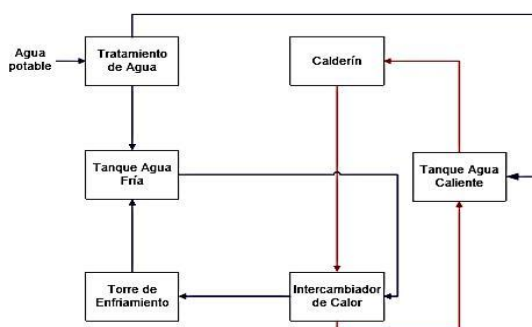 Agua
potable
Tratamiento
de Agua
Calderín
Tanque Agua
Fría
Tanque Agua
Caliente
Torre de
Enfriamiento
Intercambiador
de Calor